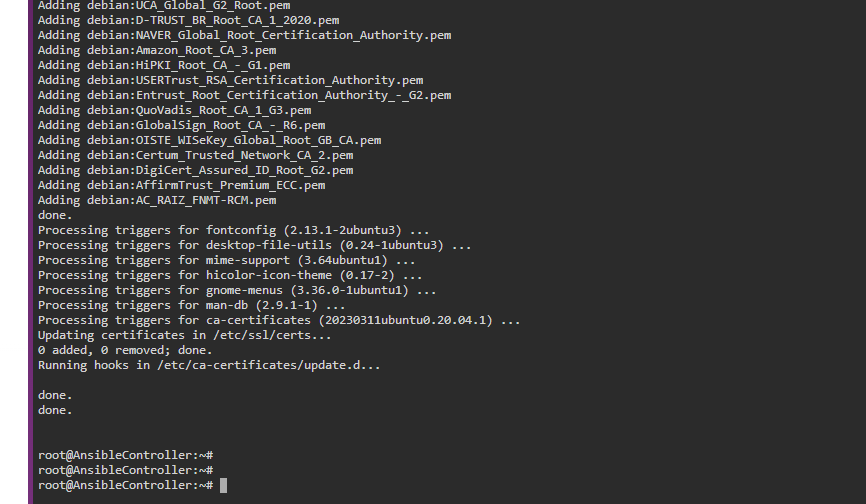 Adding debian:UCA_Global_G2_Root.pem
Adding debian:D-TRUST_BR_Root_CA_1_2020.pem
Adding debian:NAVER_Global_Root_Certification_Authority.pem
Adding debian:Amazon_Root_CA_3.pem
Adding debian:HiPKI_Root_CA_-_G1.pem
Adding debian:USERTrust_RSA_Certification_Authority.pem
Adding debian:Entrust_Root_Certification_Authority_-_G2.pem
Adding debian:QuoVadis_Root_CA_1_G3.pem
Adding debian:GlobalSign_Root_CA_-_R6.pem
Adding debian:OISTE_WISeKey_Global_Root_GB_CA.pem
Adding debian:Certum_Trusted_Network_CA_2.pem
Adding debian:DigiCert_Assured_ID_Root_G2.pem
Adding debian:AffirmTrust_Premium_ECC.pem
Adding debian:AC_RAIZ_FNMT-RCM.pem
done.
Processing triggers for fontconfig (2.13.1-2ubuntu3) ...
Processing triggers for desktop-file-utils (0.24-1ubuntu3) ...
Processing triggers for mime-support (3.64ubuntu1) ...
Processing triggers for hicolor-icon-theme (0.17-2) ...
Processing triggers for gnome-menus (3.36.0-1ubuntu1) ...
Processing triggers for man-db (2.9.1-1) ...
Processing triggers for ca-certificates (20230311ubuntu0.20.04.1) ...
Updating certificates in /etc/ssl/certs...
0 added, 0 removed; done.
Running hooks in /etc/ca-certificates/update.d...
done.
done.
root@AnsibleController:~#
root@AnsibleController:~#
root@AnsibleController:~#